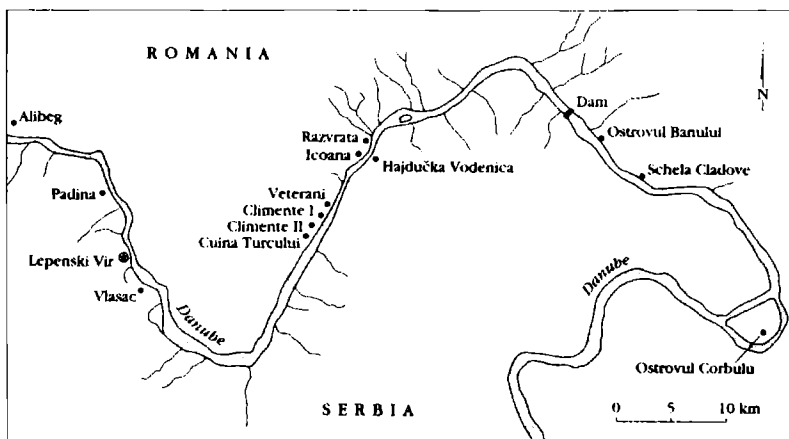 ROMANIA
N
Alibeg
Dam
Razvrata
Icoana
Ostrovul Banului
Hajdučka Vodenica
Schela Cladove
Padina
Veterani
Climente I
Climente II
Cuina Turcului
Lepenski Vir
Vlasac
Danube
Danube
Ostrovul Corbulu
SERBIA
0 5 10 km